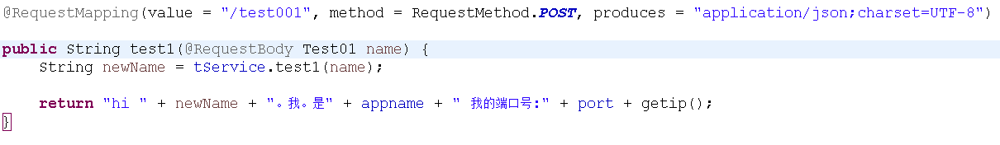 @RequestMapping(value = "/test001", method = RequestMethod.POST, produces = "application/json;charset=UTF-8")
public String test1(@RequestBody Test01 name) {
    String newName = tService.test1(name);
    return "hi " + newName + "。我。是" + appname + " 我的端口号:" + port + getip();
}